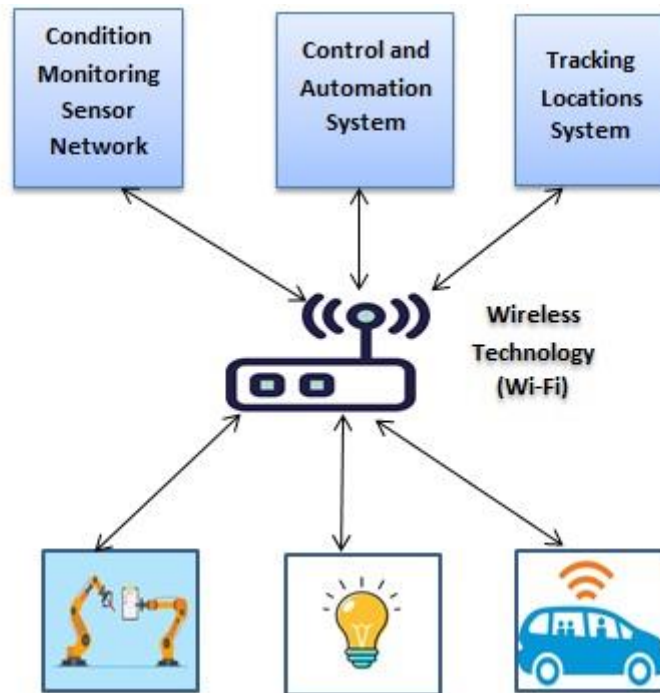 Condition
Monitoring
Sensor
Network
Control and
Automation
System
Tracking
Locations
System
Wireless
Technology
(Wi-Fi)